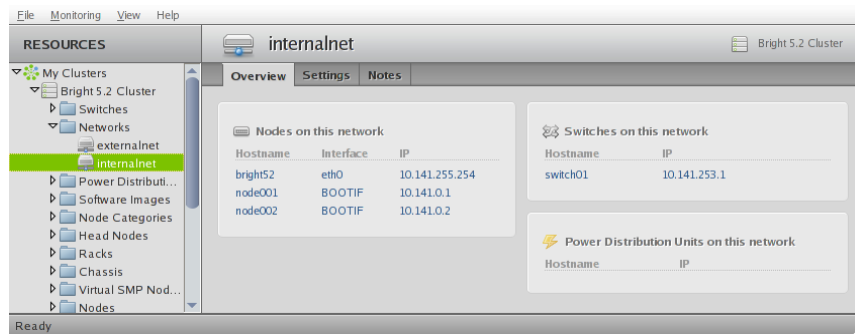 File Monitoring View Help
RESOURCES
internalnet
Bright 5.2 Cluster
My Clusters
Bright 5.2 Cluster
Switches
Networks
externalnet
internalnet
Power Distributi...
Software Images
Node Categories
Head Nodes
Racks
Chassis
Virtual SMP Nod...
Nodes
Overview Settings Notes
Nodes on this network
Hostname Interface IP
bright52 eth0 10.141.255.254
node001 BOOTIF 10.141.0.1
node002 BOOTIF 10.141.0.2
Switches on this network
Hostname IP
switch01 10.141.253.1
Power Distribution Units on this network
Hostname IP
Ready